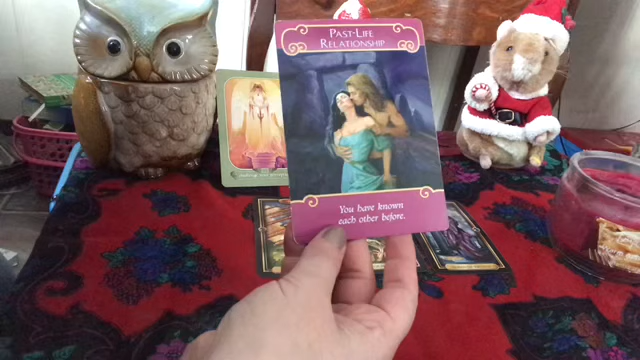 PAST-LIFE
RELATIONSHIP
You have known
each other before.